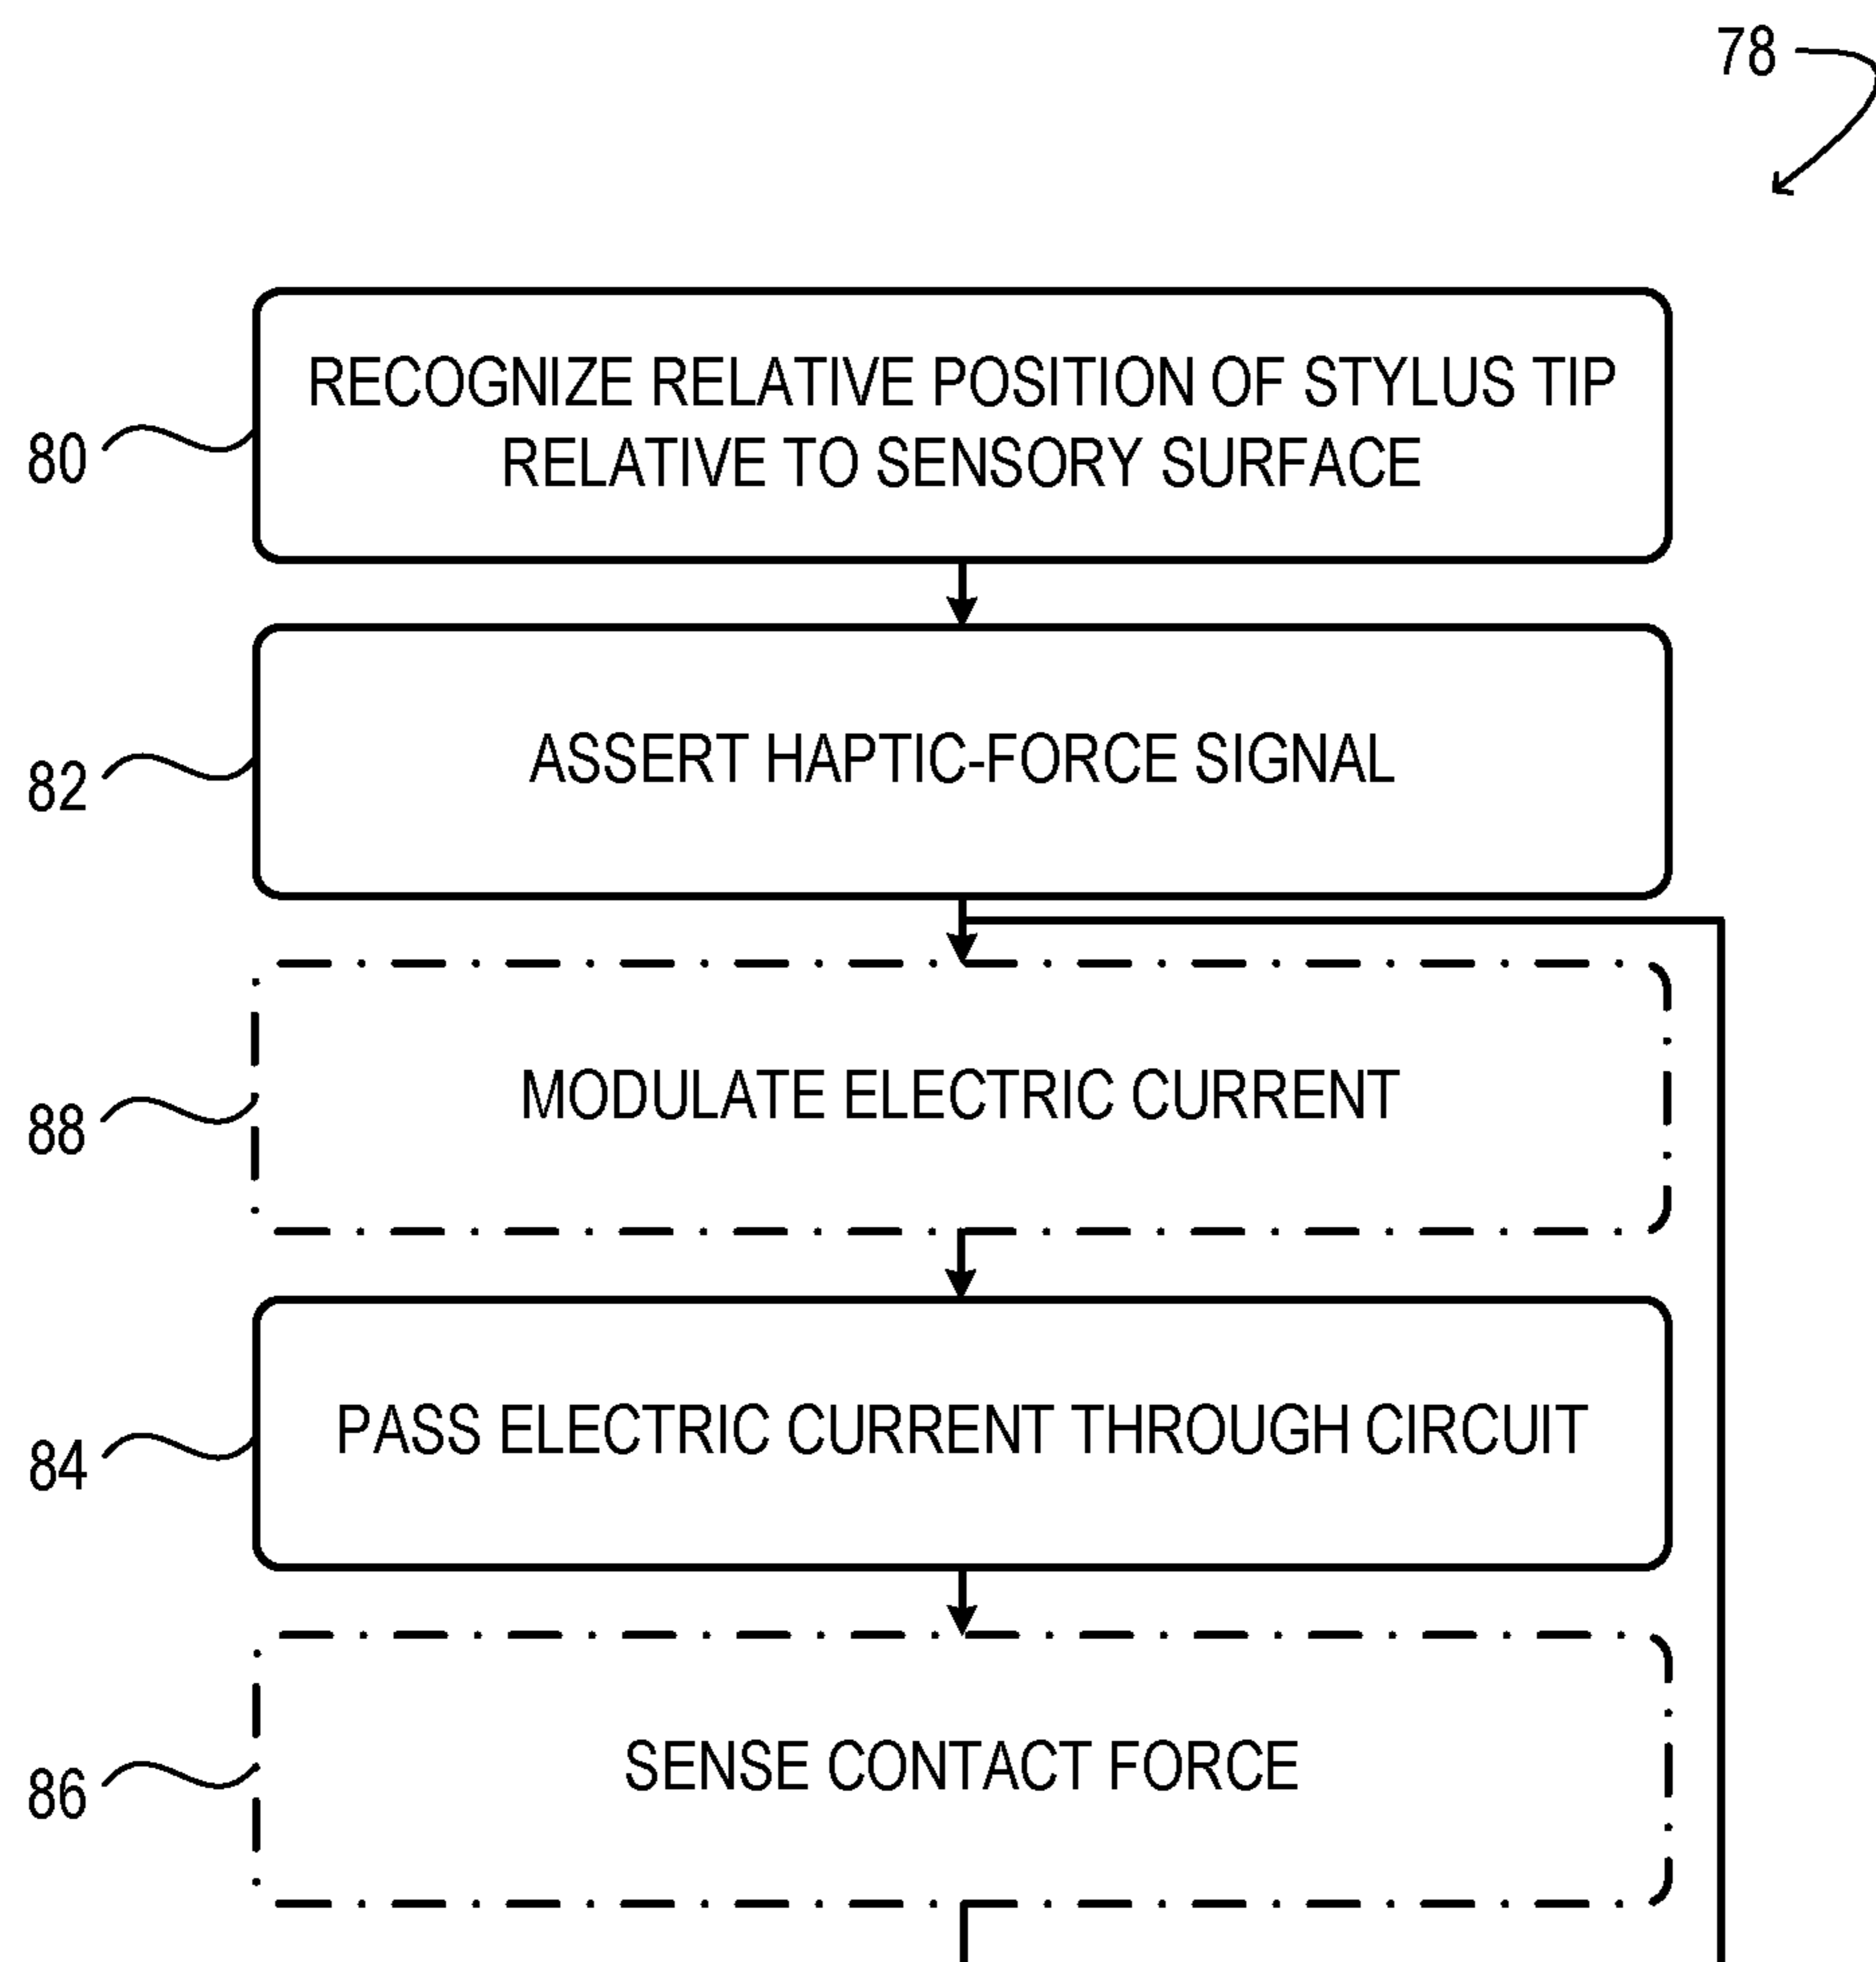 78
80
RECOGNIZE RELATIVE POSITION OF STYLUS TIP
RELATIVE TO SENSORY SURFACE
82
ASSERT HAPTIC-FORCE SIGNAL
88
MODULATE ELECTRIC CURRENT
84
PASS ELECTRIC CURRENT THROUGH CIRCUIT
86
SENSE CONTACT FORCE